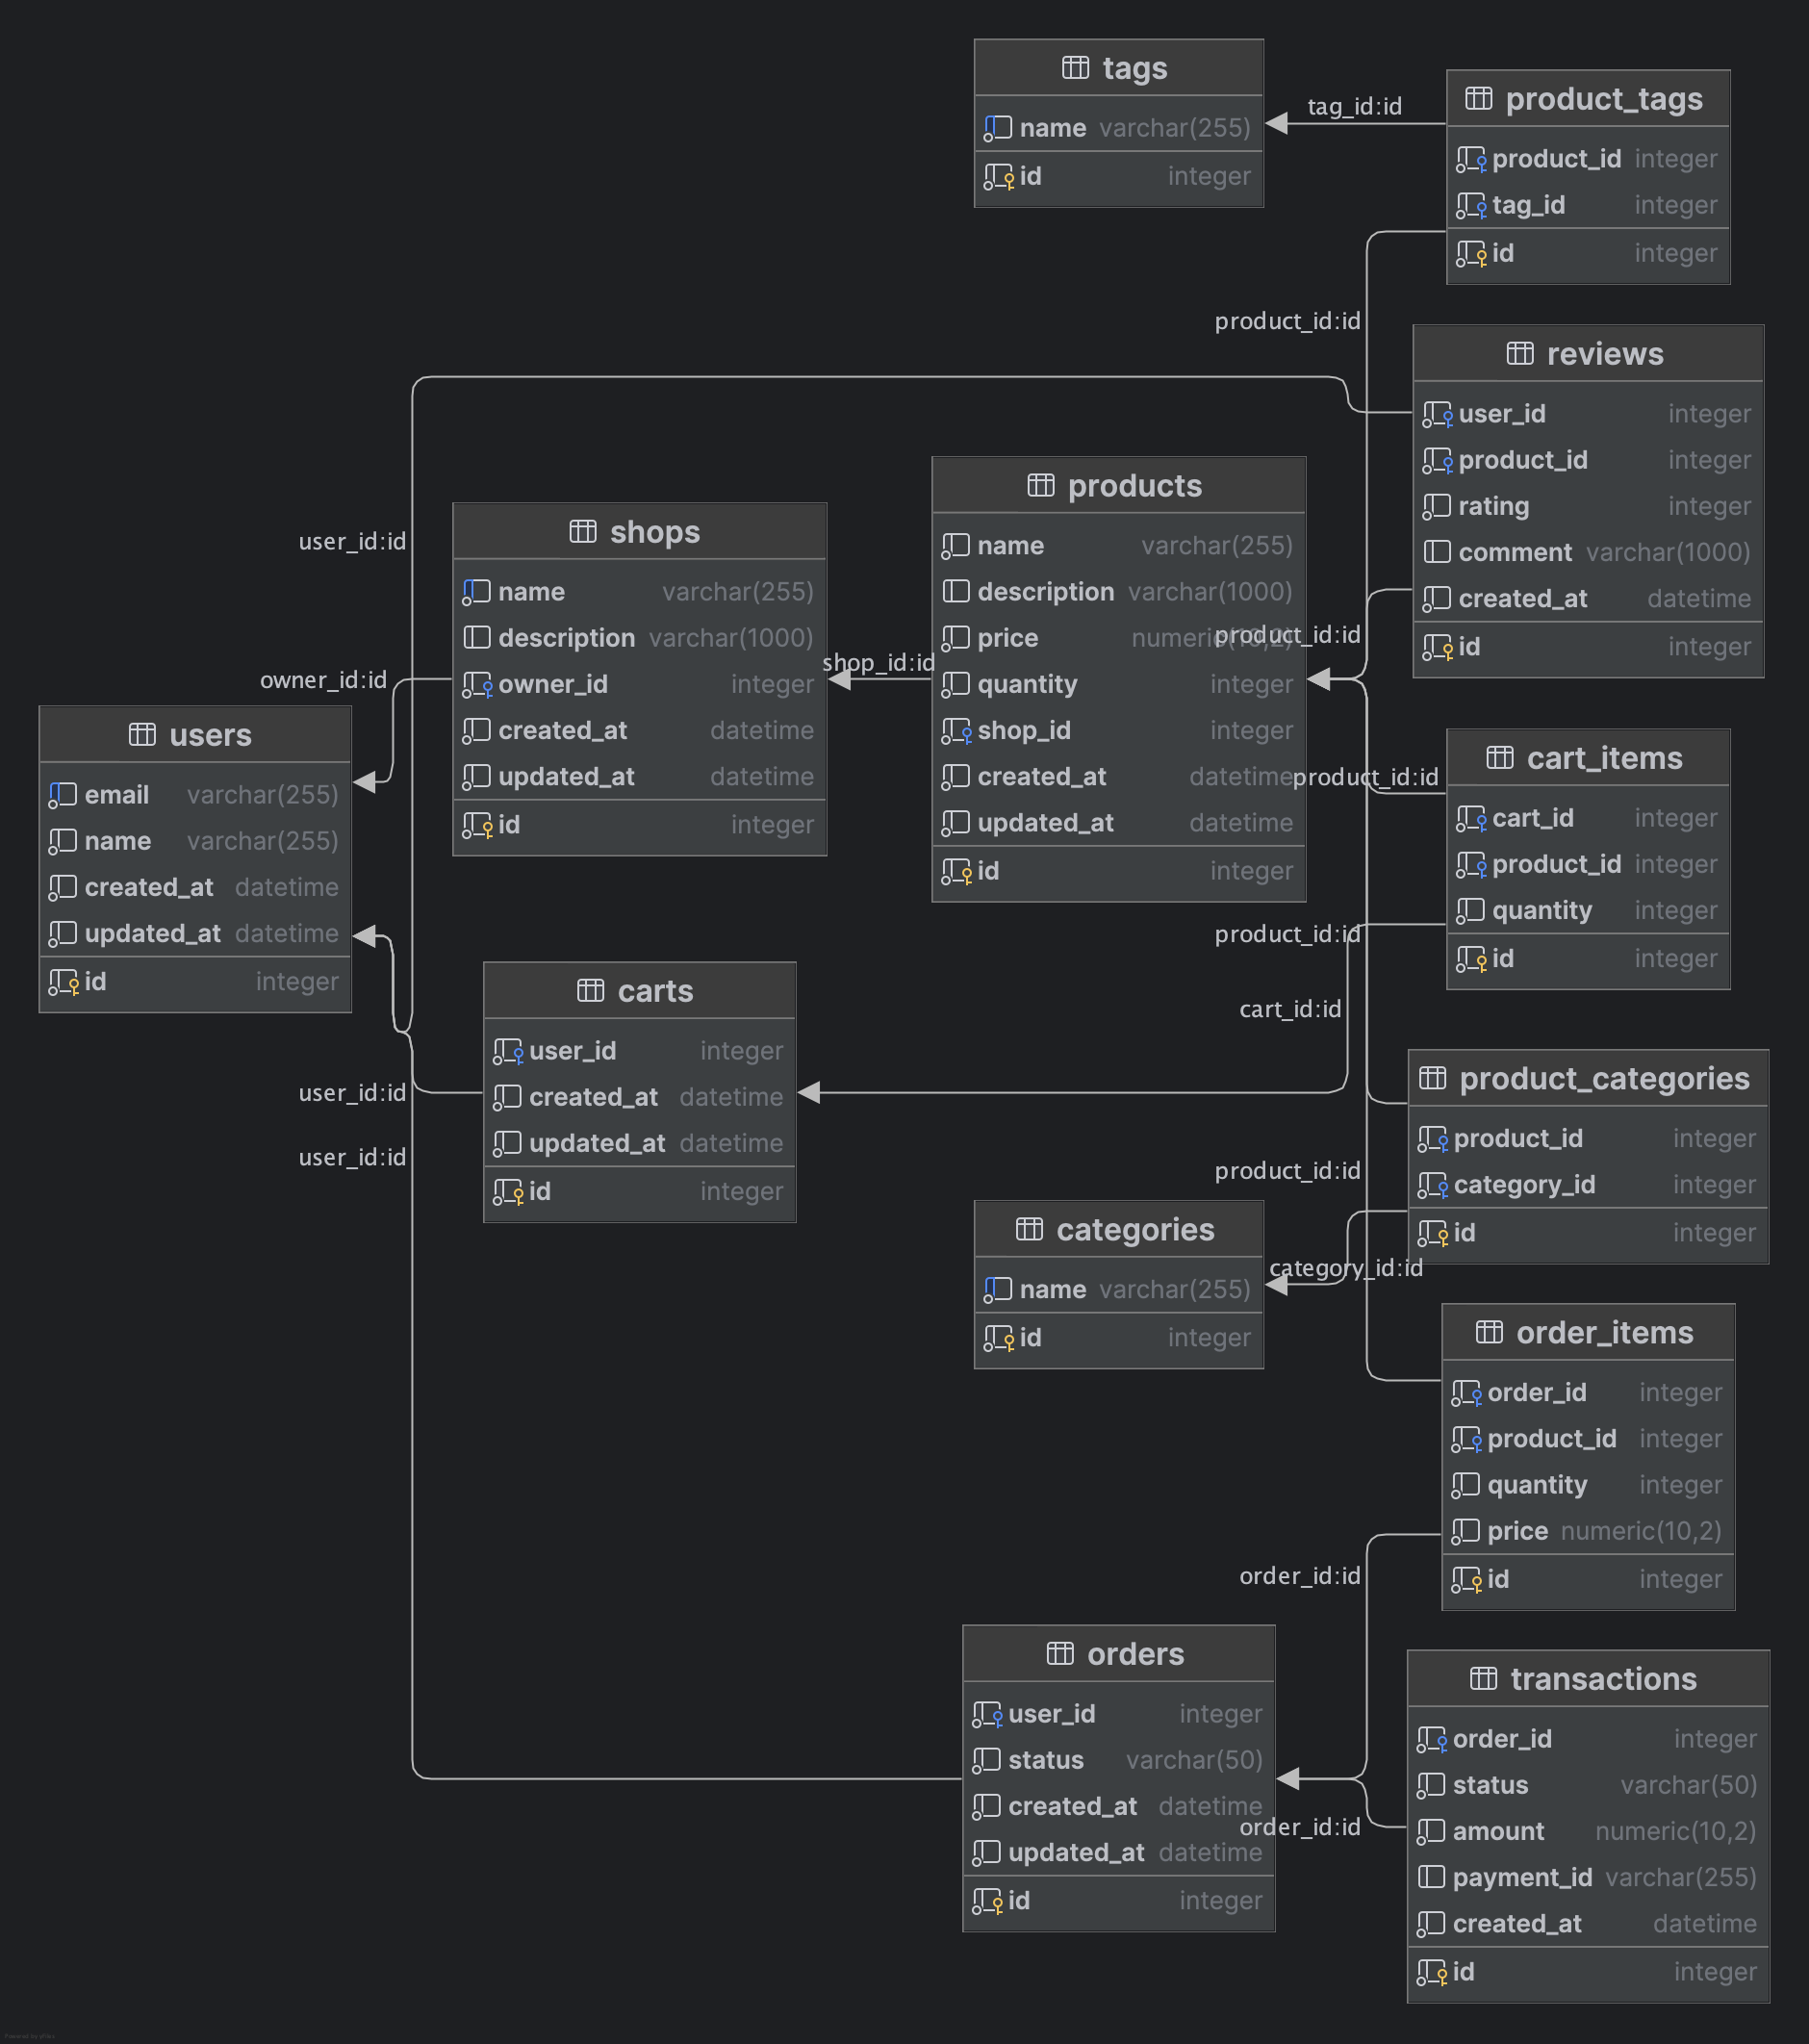 tags
name varchar(255)
id integer
tag_id:id
product_tags
product_id integer
tag_id integer
id integer
product_id:id
reviews
user_id integer
product_id integer
rating integer
comment varchar(1000)
created_at datetime
id integer
user_id:id
shops
name varchar(255)
description varchar(1000)
owner_id integer
created_at datetime
updated_at datetime
id integer
shop_id:id
products
name varchar(255)
description varchar(1000)
price numeric(10,2)
quantity integer
shop_id integer
created_at datetime
updated_at datetime
id integer
product_id:id
owner_id:id
users
email varchar(255)
name varchar(255)
created_at datetime
updated_at datetime
id integer
product_id:id
cart_items
cart_id integer
product_id integer
quantity integer
id integer
product_id:id
cart_id:id
carts
user_id integer
created_at datetime
updated_at datetime
id integer
user_id:id
user_id:id
product_categories
product_id integer
category_id integer
id integer
product_id:id
categories
name varchar(255)
id integer
category_id:id
order_items
order_id integer
product_id integer
quantity integer
price numeric(10,2)
id integer
order_id:id
orders
user_id integer
status varchar(50)
created_at datetime
updated_at datetime
id integer
order_id:id
transactions
order_id integer
status varchar(50)
amount numeric(10,2)
payment_id varchar(255)
created_at datetime
id integer
Powered by yFiles